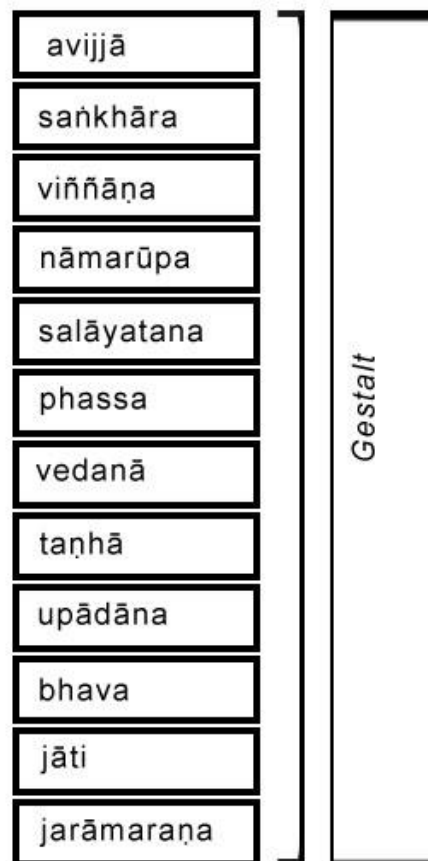 avijjā
saṅkhāra
viññāṇa
nāmarūpa
salāyatana
phassa
vedanā
taṇhā
upādāna
bhava
jāti
jarāmaraṇa
Gestalt